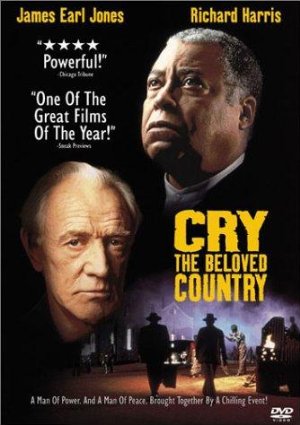 James Earl Jones Richard Harris
★★★★
Powerful!"
-Chicago Tribune
"One Of The
Great Films
Of The Year!"
-Sneak Previews
CRY
THE BELOVED
COUNTRY
A Man Of Power. And A Man Of Peace. Brought Together By A Chilling Event!
DVD
VIDEO